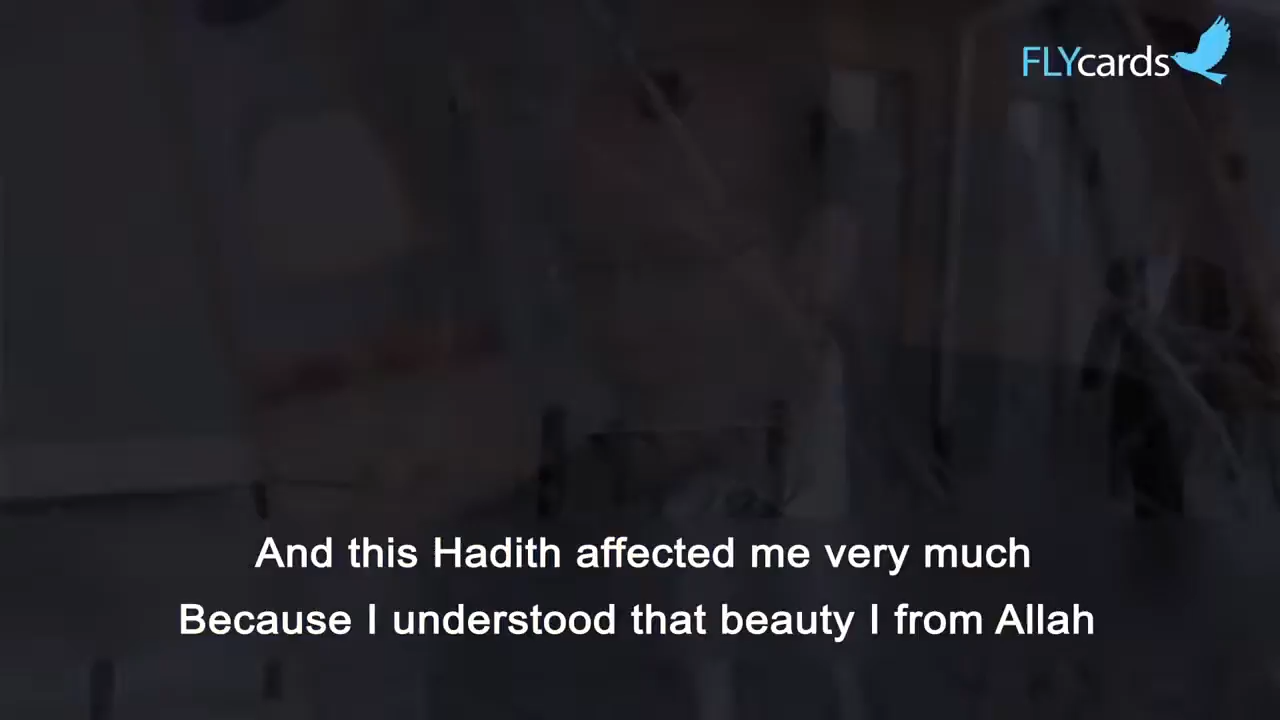 FLYcards
And this Hadith affected me very much
Because I understood that beauty I from Allah